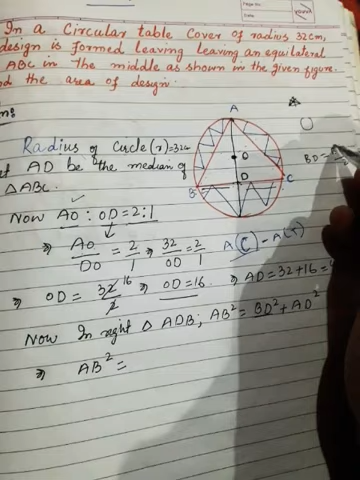 In a Circular table Cover of radius 32cm,
design is formed leaving leaving an equilateral
ABC in the middle as shown in the given figure.
nd the area of design.
Radius of Circle (r) = 32cm
et AD be the median of
△ABC.
Now AO : OD = 2:1
⇒ AO/DO = 2/1 ⇒ 32/OD = 2/1
⇒ OD = 32/2 16 ⇒ OD = 16 ⇒ AD = 32+16 =
Now In right △ ADB; AB² = BD² + AD²
⇒ AB² =
A
O
D
B
C
BD =
A(C) - A(T)